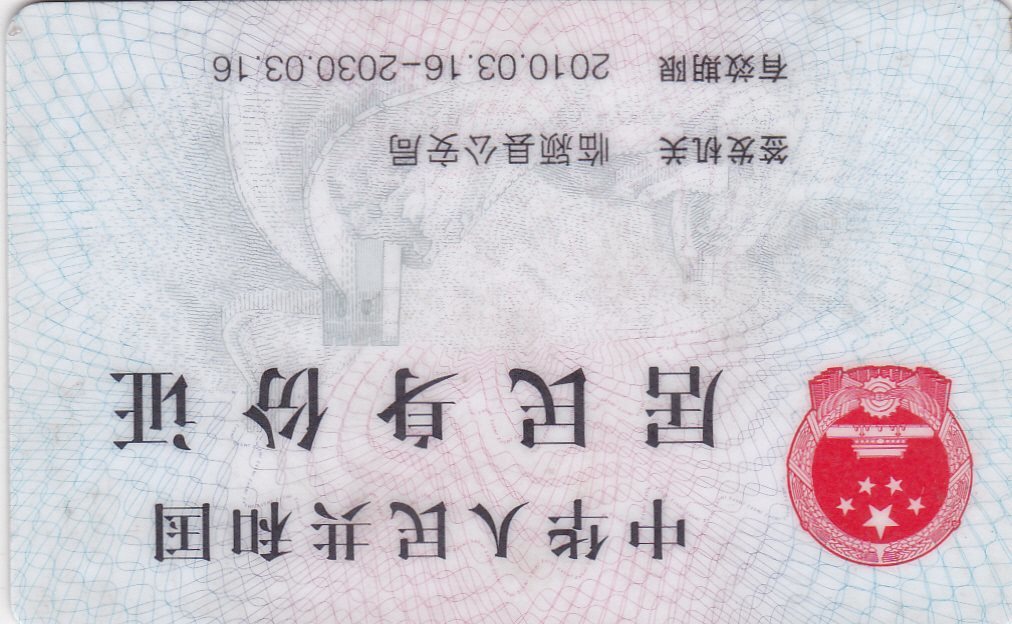 中华人民共和国
居民身份证
签发机关 临颍县公安局
有效期限 2010.03.16-2030.03.16